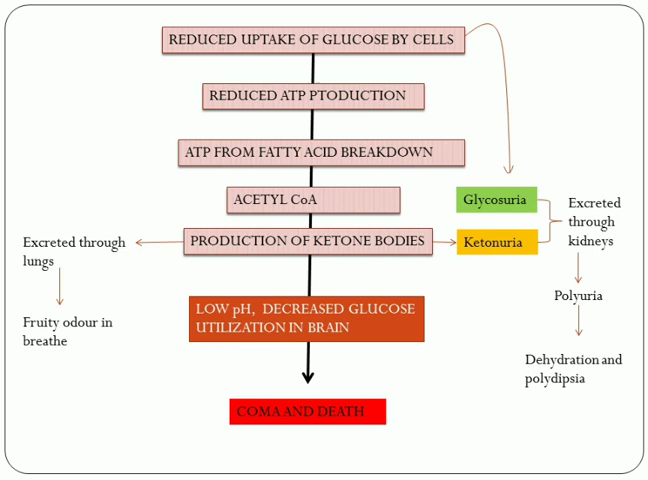 REDUCED UPTAKE OF GLUCOSE BY CELLS
REDUCED ATP PTODUCTION
ATP FROM FATTY ACID BREAKDOWN
ACETYL CoA
PRODUCTION OF KETONE BODIES
LOW pH, DECREASED GLUCOSE
UTILIZATION IN BRAIN
COMA AND DEATH
Excreted through
lungs
Fruity odour in
breathe
Glycosuria
Ketonuria
Excreted
through
kidneys
Polyuria
Dehydration and
polydipsia